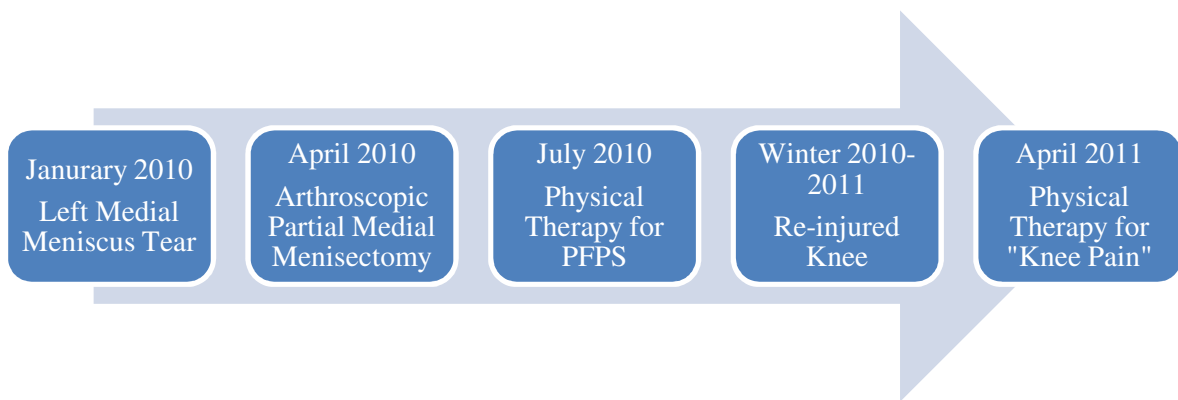 Janurary 2010
Left Medial
Meniscus Tear
April 2010
Arthroscopic
Partial Medial
Menisectomy
July 2010
Physical
Therapy for
PFPS
Winter 2010-
2011
Re-injured
Knee
April 2011
Physical
Therapy for
"Knee Pain"